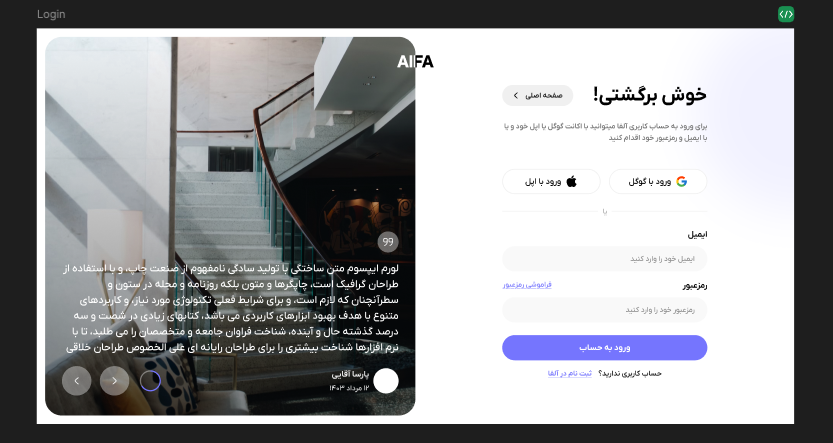 Login
AIFA
خوش برگشتی!
صفحه اصلی
برای ورود به حساب کاربری آلفا میتوانید با اکانت گوگل یا اپل خود و یا
با ایمیل و رمزعبور خود اقدام کنید
ورود با گوگل
ورود با اپل
یا
ایمیل
ایمیل خود را وارد کنید
رمزعبور
فراموشی رمزعبور
رمزعبور خود را وارد کنید
ورود به حساب
حساب کاربری ندارید؟ ثبت نام در آلفا
لورم ایپسوم متن ساختگی با تولید سادگی نامفهوم از صنعت چاپ، و با استفاده از
طراحان گرافیک است، چاپگرها و متون بلکه روزنامه و مجله در ستون و
سطرآنچنان که لازم است، و برای شرایط فعلی تکنولوژی مورد نیاز، و کاربردهای
متنوع با هدف بهبود ابزارهای کاربردی می باشد، کتابهای زیادی در شصت و سه
درصد گذشته حال و آینده، شناخت فراوان جامعه و متخصصان را می طلبد، تا با
نرم افزارها شناخت بیشتری را برای طراحان رایانه ای علی الخصوص طراحان خلاقی
پارسا آقایی
۱۲ مرداد ۱۴۰۳